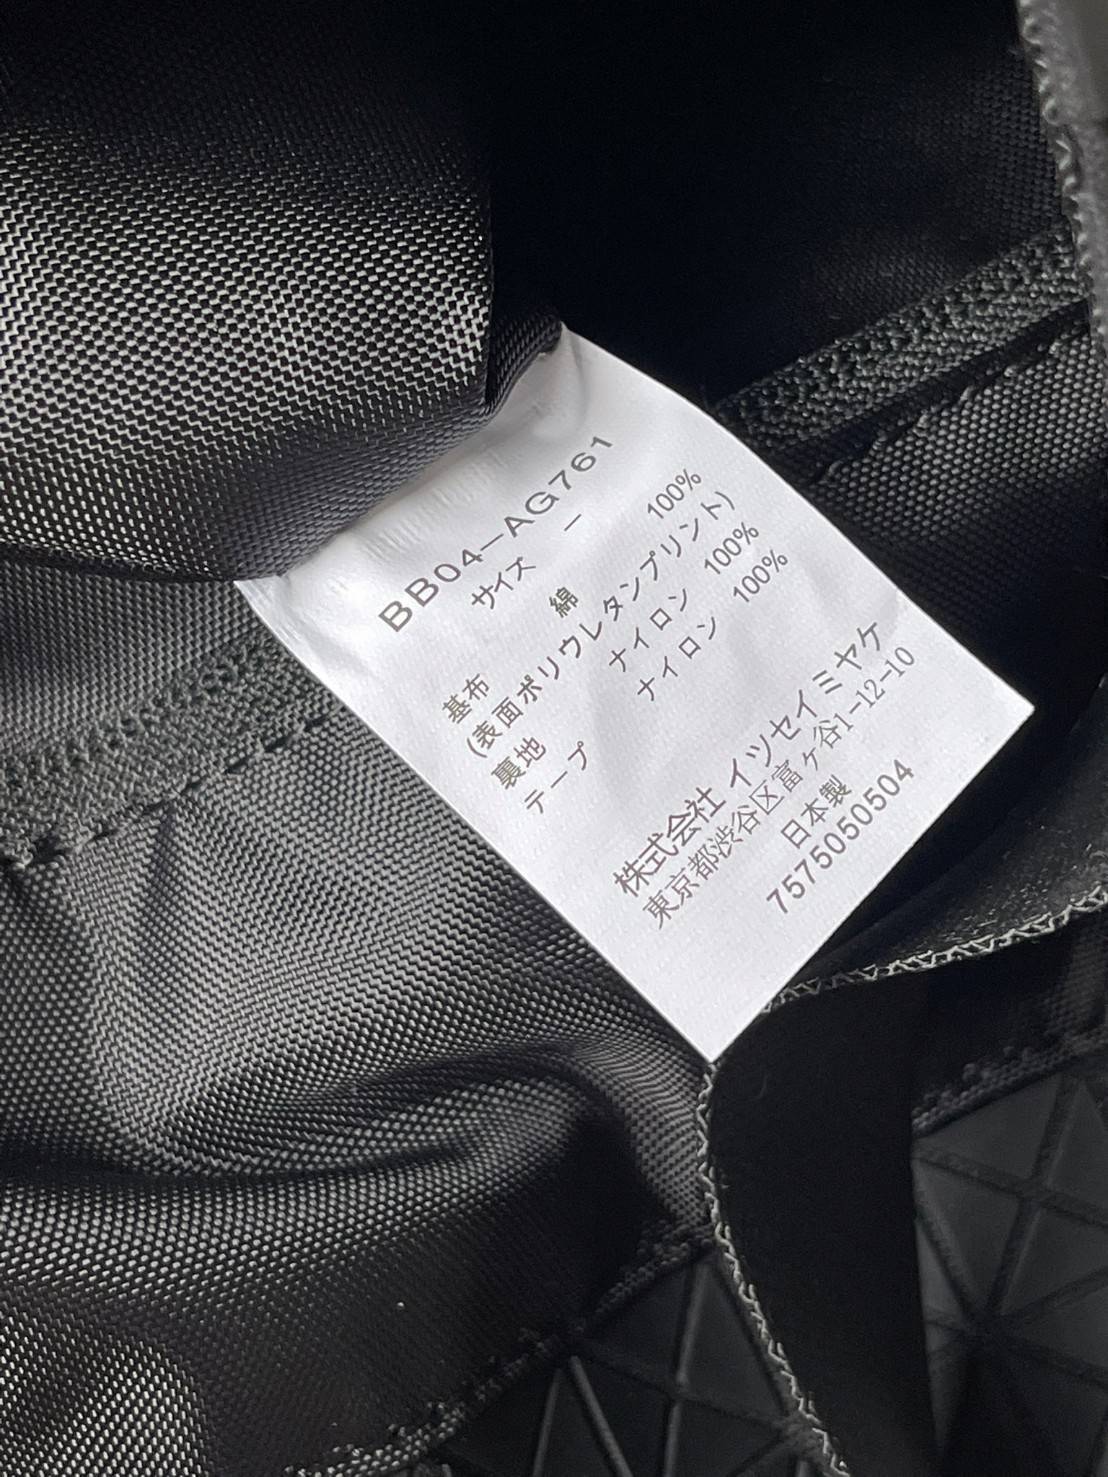 BB04-AG761
サイズ -
基布 綿 100%
(表面ポリウレタンプリント)
裏地 ナイロン 100%
テープ ナイロン 100%
株式会社 イッセイミヤケ
東京都渋谷区富ヶ谷1-12-10
日本製
7575050504